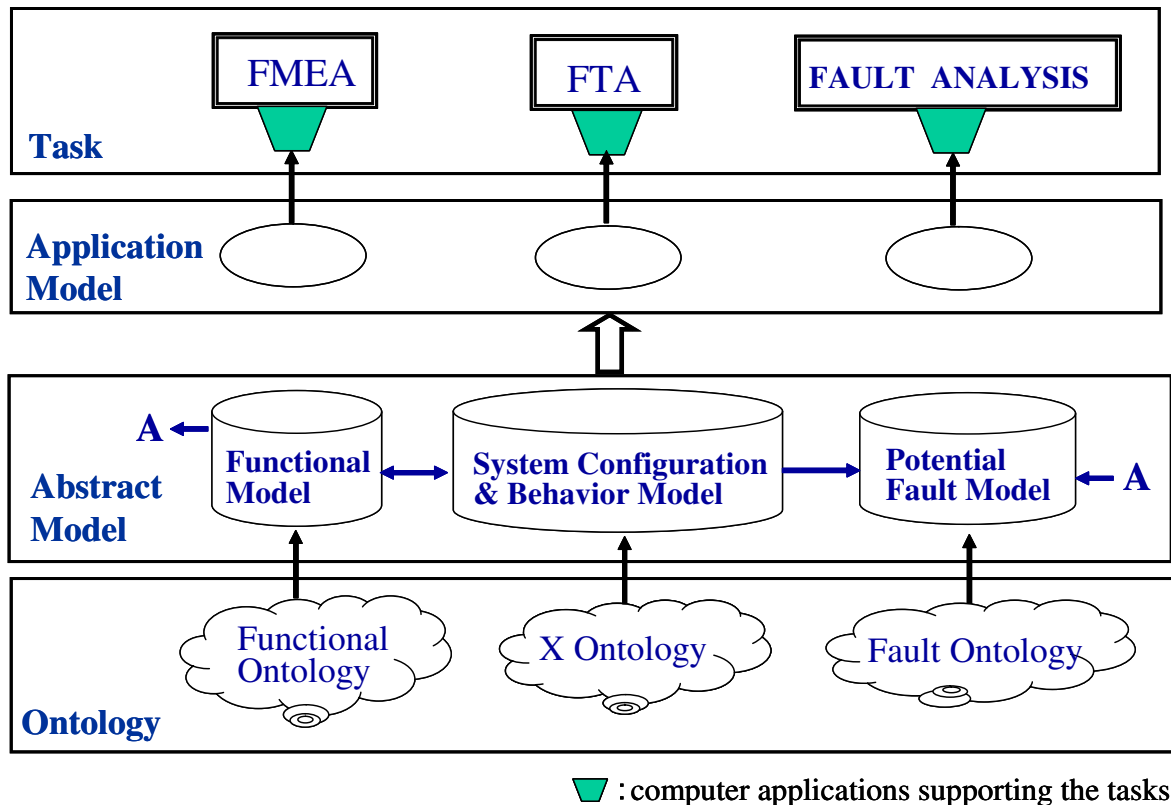 FMEA
FTA
FAULT ANALYSIS
Task
Application
Model
A
Functional
Model
System Configuration
& Behavior Model
Potential
Fault Model
A
Abstract
Model
Functional
Ontology
X Ontology
Fault Ontology
Ontology
: computer applications supporting the tasks